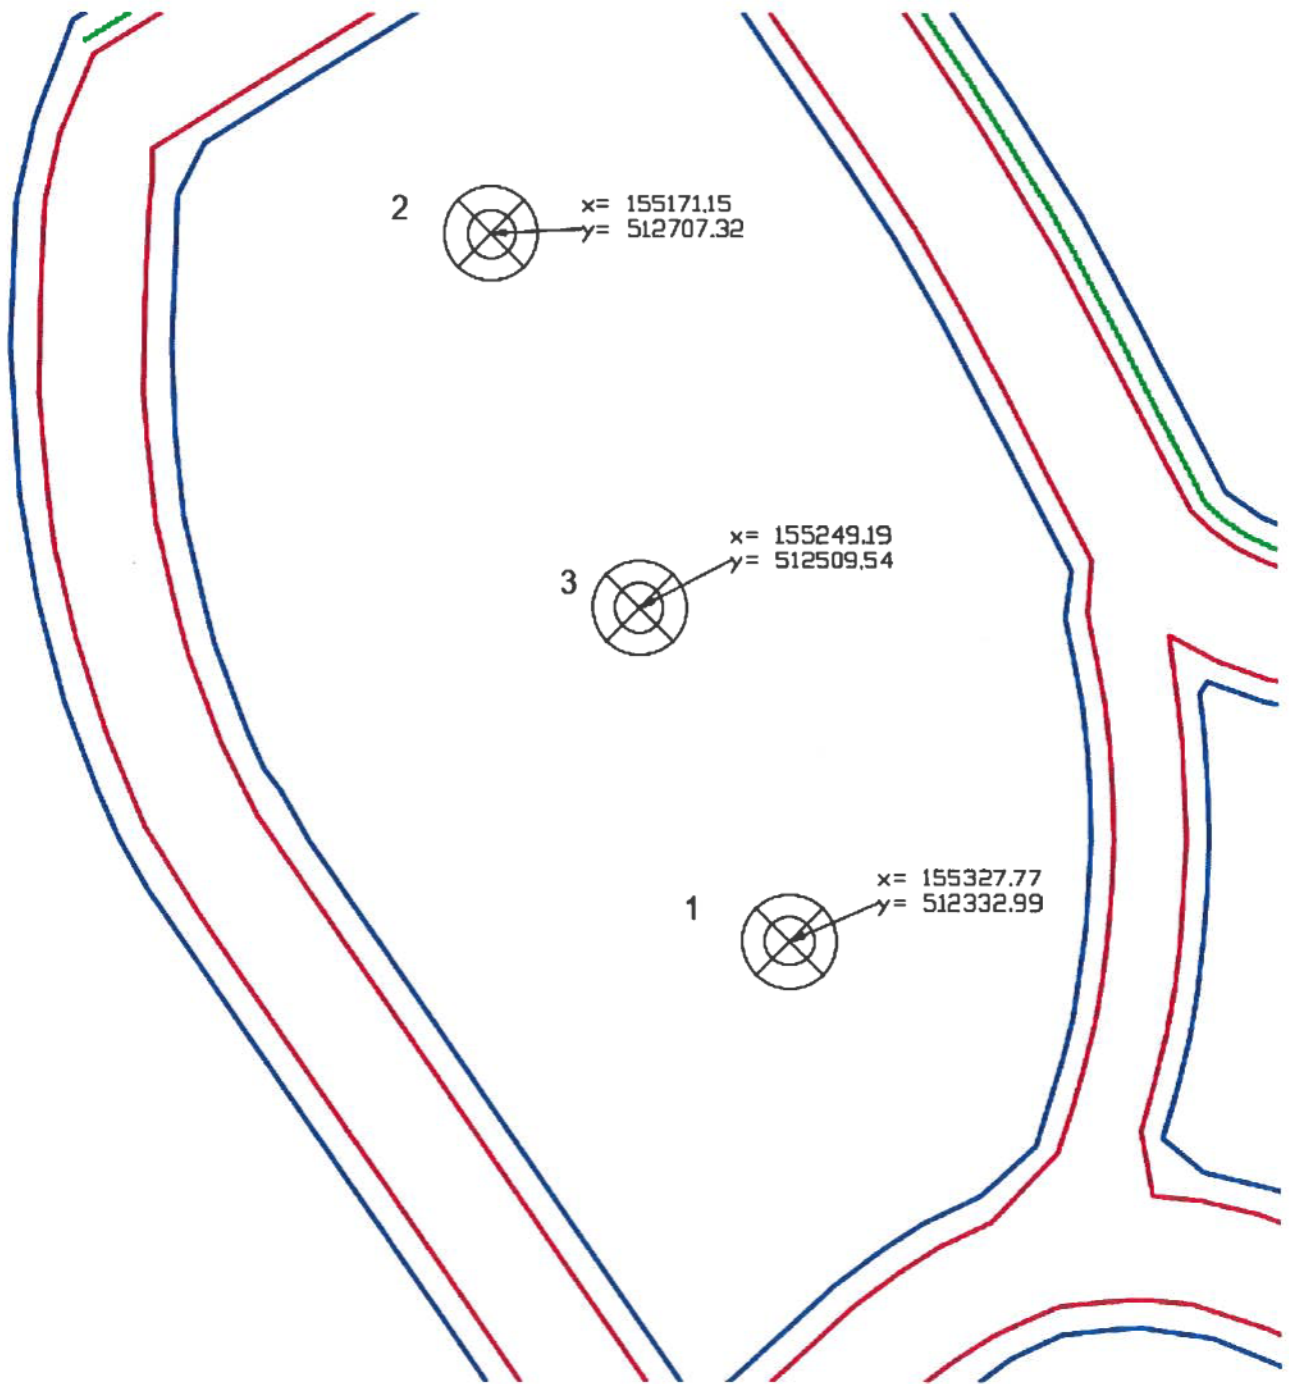 2
x= 155171.15
y= 512707.32
3
x= 155249.19
y= 512509.54
1
x= 155327.77
y= 512332.99